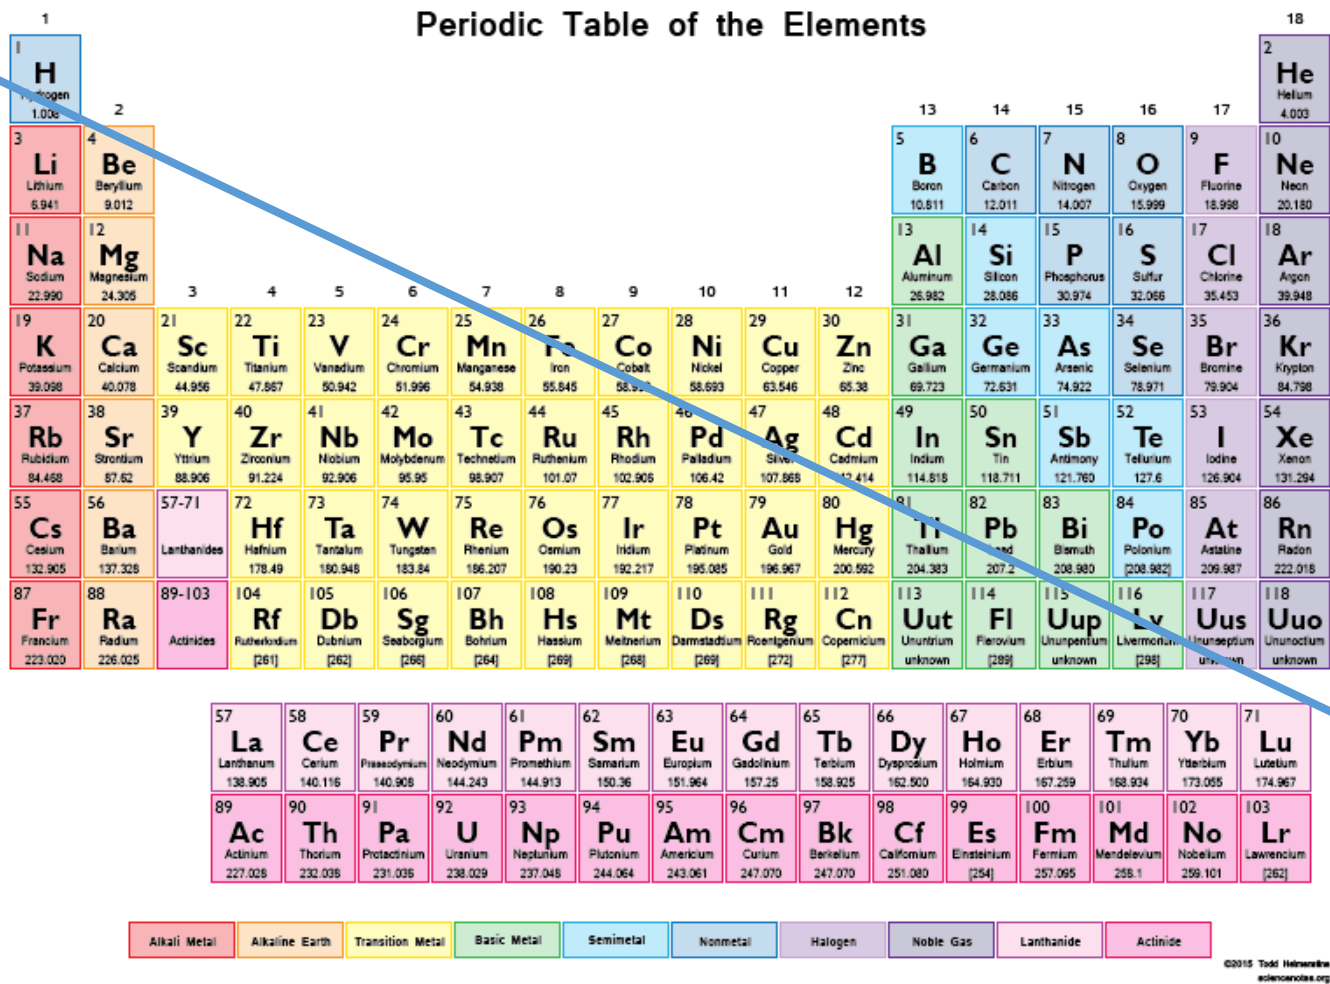 Periodic Table of the Elements
1 18
1 2
H He
Hydrogen Helium
1.008 4.003
2 13 14 15 16 17
3 4 5 6 7 8 9 10
Li Be B C N O F Ne
Lithium Beryllium Boron Carbon Nitrogen Oxygen Fluorine Neon
6.941 9.012 10.811 12.011 14.007 15.999 18.998 20.180
11 12 13 14 15 16 17 18
Na Mg Al Si P S Cl Ar
Sodium Magnesium Aluminum Silicon Phosphorus Sulfur Chlorine Argon
22.990 24.305 26.982 28.086 30.974 32.066 35.453 39.948
3 4 5 6 7 8 9 10 11 12
19 20 21 22 23 24 25 26 27 28 29 30 31 32 33 34 35 36
K Ca Sc Ti V Cr Mn Fe Co Ni Cu Zn Ga Ge As Se Br Kr
Potassium Calcium Scandium Titanium Vanadium Chromium Manganese Iron Cobalt Nickel Copper Zinc Gallium Germanium Arsenic Selenium Bromine Krypton
39.098 40.078 44.956 47.867 50.942 51.996 54.938 55.845 58.693 63.546 65.38 69.723 72.631 74.922 78.971 79.904 84.798
37 38 39 40 41 42 43 44 45 46 47 48 49 50 51 52 53 54
Rb Sr Y Zr Nb Mo Tc Ru Rh Pd Ag Cd In Sn Sb Te I Xe
Rubidium Strontium Yttrium Zirconium Niobium Molybdenum Technetium Ruthenium Rhodium Palladium Silver Cadmium Indium Tin Antimony Tellurium Iodine Xenon
84.468 87.62 88.906 91.224 92.906 95.95 98.907 101.07 102.906 106.42 107.868 114.818 118.711 121.760 127.6 126.904 131.294
55 56 57-71 72 73 74 75 76 77 78 79 80 81 82 83 84 85 86
Cs Ba Hf Ta W Re Os Ir Pt Au Hg Tl Pb Bi Po At Rn
Cesium Barium Lanthanides Hafnium Tantalum Tungsten Rhenium Osmium Iridium Platinum Gold Mercury Thallium Lead Bismuth Polonium Astatine Radon
132.905 137.328 178.49 180.948 183.84 186.207 190.23 192.217 195.085 196.967 200.592 204.383 207.2 208.980 [208.982] 209.987 222.018
87 88 89-103 104 105 106 107 108 109 110 111 112 113 114 115 116 117 118
Fr Ra Rf Db Sg Bh Hs Mt Ds Rg Cn Uut Fl Uup Lv Uus Uuo
Francium Radium Actinides Rutherfordium Dubnium Seaborgium Bohrium Hassium Meitnerium Darmstadtium Roentgenium Copernicium Ununtrium Flerovium Ununpentium Livermorium Ununseptium Ununoctium
223.020 226.025 [261] [262] [266] [264] [269] [268] [269] [272] [277] unknown [289] unknown [298] unknown unknown
57 58 59 60 61 62 63 64 65 66 67 68 69 70 71
La Ce Pr Nd Pm Sm Eu Gd Tb Dy Ho Er Tm Yb Lu
Lanthanum Cerium Praseodymium Neodymium Promethium Samarium Europium Gadolinium Terbium Dysprosium Holmium Erbium Thulium Ytterbium Lutetium
138.905 140.116 140.908 144.243 144.913 150.36 151.964 157.25 158.925 162.500 164.930 167.259 168.934 173.055 174.967
89 90 91 92 93 94 95 96 97 98 99 100 101 102 103
Ac Th Pa U Np Pu Am Cm Bk Cf Es Fm Md No Lr
Actinium Thorium Protactinium Uranium Neptunium Plutonium Americium Curium Berkelium Californium Einsteinium Fermium Mendelevium Nobelium Lawrencium
227.028 232.038 231.036 238.029 237.048 244.064 243.061 247.070 247.070 251.080 [254] 257.095 258.1 259.101 [262]
Alkali Metal Alkaline Earth Transition Metal Basic Metal Semimetal Nonmetal Halogen Noble Gas Lanthanide Actinide
©2015 Todd Helmenstine
sciencenotes.org